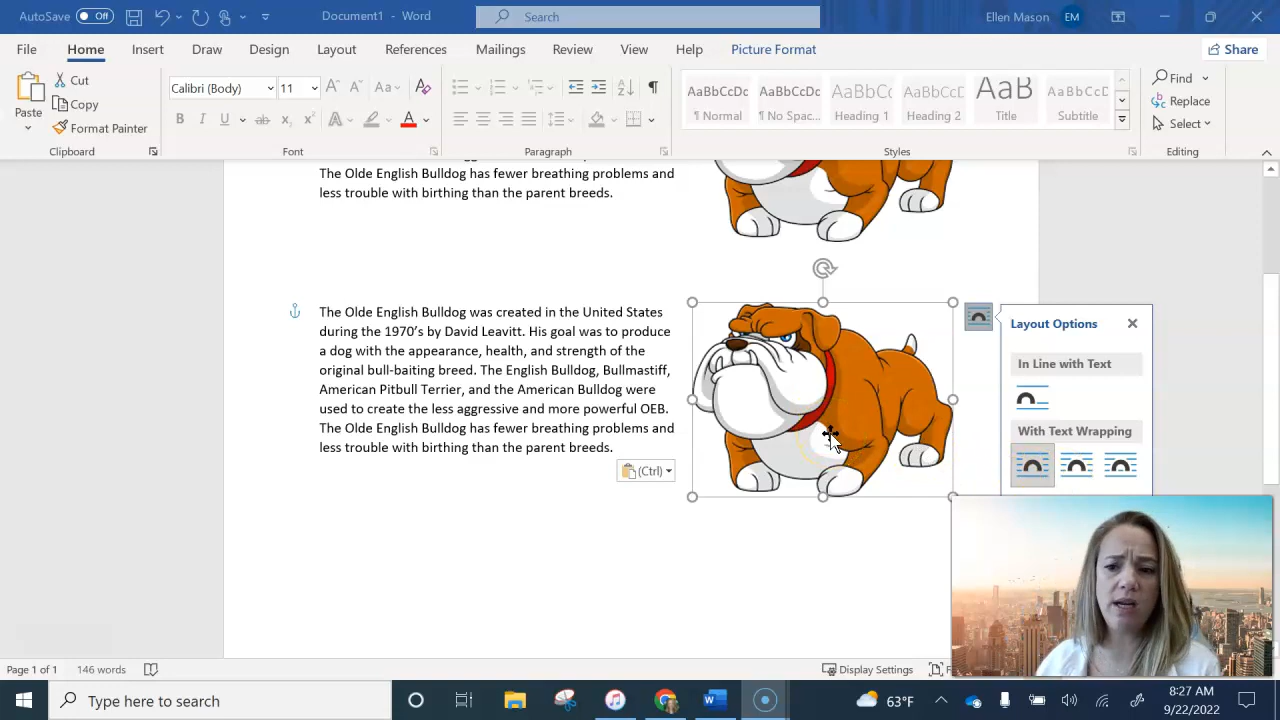 AutoSave Off Document1 - Word Search Ellen Mason EM
File Home Insert Draw Design Layout References Mailings Review View Help Picture Format Share
Paste Cut Copy Format Painter Clipboard
Calibri (Body) 11 Font
Paragraph
AaBbCcDc AaBbCcDc AaBbCc AaBbCcD AaB AaBbCcD
¶ Normal ¶ No Spac... Heading Heading 2 Title Subtitle
Styles
Find Replace Select Editing
The Olde English Bulldog has fewer breathing problems and
less trouble with birthing than the parent breeds.
The Olde English Bulldog was created in the United States
during the 1970's by David Leavitt. His goal was to produce
a dog with the appearance, health, and strength of the
original bull-baiting breed. The English Bulldog, Bullmastiff,
American Pitbull Terrier, and the American Bulldog were
used to create the less aggressive and more powerful OEB.
The Olde English Bulldog has fewer breathing problems and
less trouble with birthing than the parent breeds.
(Ctrl)
Layout Options
In Line with Text
With Text Wrapping
Page 1 of 1 146 words Display Settings
Type here to search 63°F 8:27 AM
9/22/2022